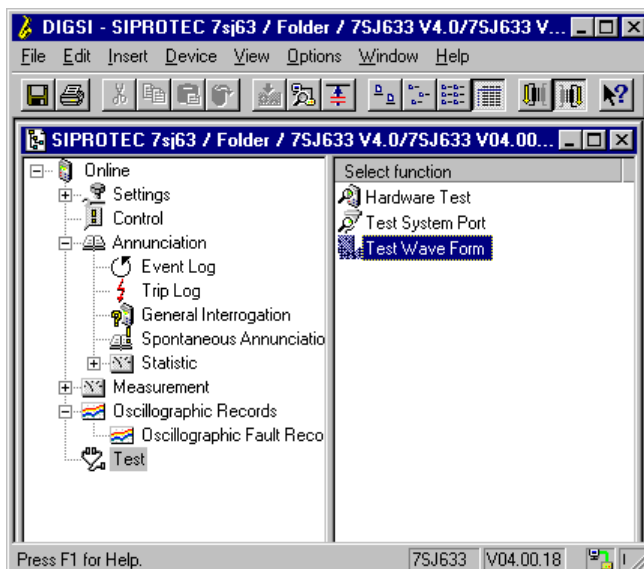 DIGSI - SIPROTEC 7sj63 / Folder / 7SJ633 V4.0/7SJ633 V...
File Edit Insert Device View Options Window Help
SIPROTEC 7sj63 / Folder / 7SJ633 V4.0/7SJ633 V04.00...
Online
Settings
Control
Annunciation
Event Log
Trip Log
General Interrogation
Spontaneous Annunciatio
Statistic
Measurement
Oscillographic Records
Oscillographic Fault Reco
Test
Select function
Hardware Test
Test System Port
Test Wave Form
Press F1 for Help.
7SJ633
V04.00.18